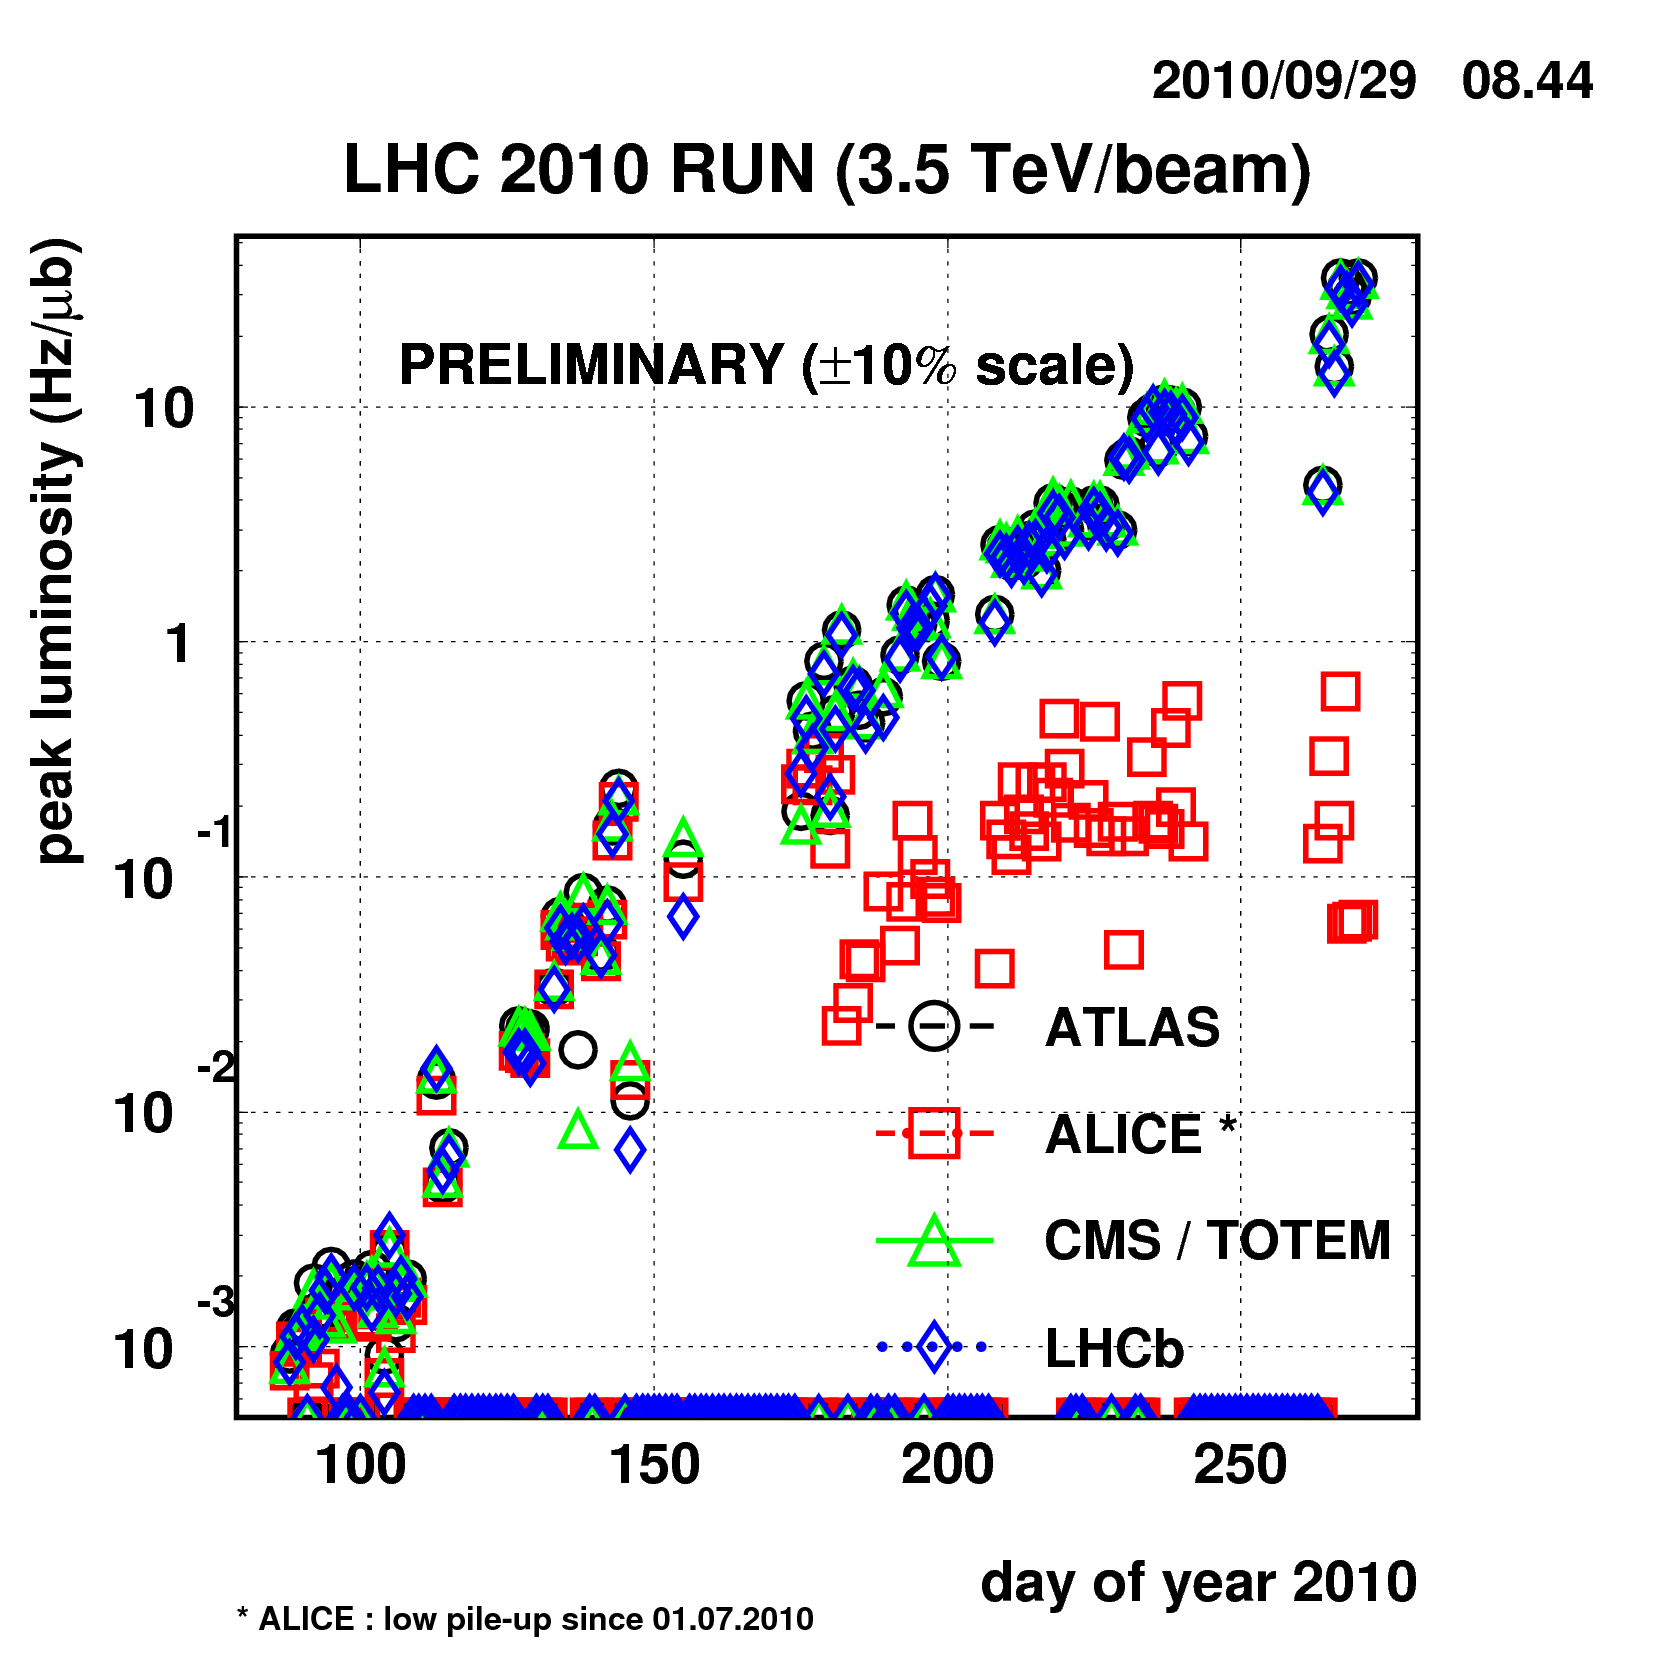 2010/09/29 08.44
LHC 2010 RUN (3.5 TeV/beam)
peak luminosity (Hz/μb)
PRELIMINARY (±10% scale)
10
1
10 -1
10 -2
10 -3
ATLAS
ALICE *
CMS / TOTEM
LHCb
100 150 200 250
day of year 2010
* ALICE : low pile-up since 01.07.2010